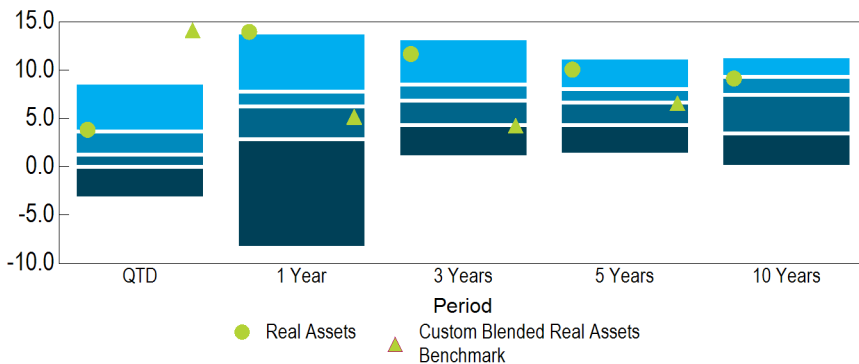 15.0
10.0
5.0
0.0
-5.0
-10.0
QTD
1 Year
3 Years
5 Years
10 Years
Period
Real Assets
Custom Blended Real Assets
Benchmark